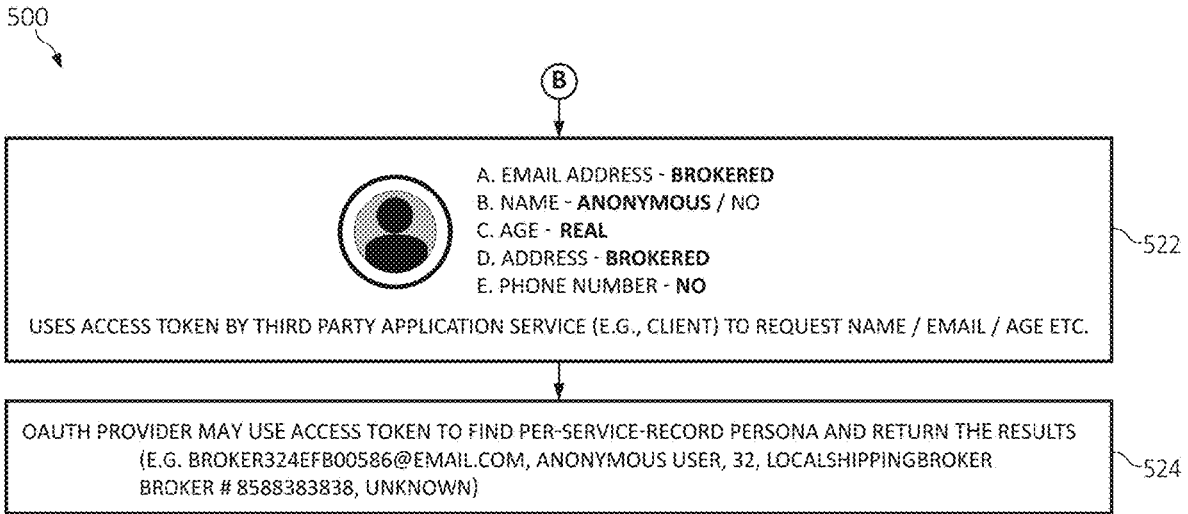 500
B
A. EMAIL ADDRESS - BROKERED
B. NAME - ANONYMOUS / NO
C. AGE - REAL
D. ADDRESS - BROKERED
E. PHONE NUMBER - NO
522
USES ACCESS TOKEN BY THIRD PARTY APPLICATION SERVICE (E.G., CLIENT) TO REQUEST NAME / EMAIL / AGE ETC.
OAUTH PROVIDER MAY USE ACCESS TOKEN TO FIND PER-SERVICE-RECORD PERSONA AND RETURN THE RESULTS
(E.G. BROKER324EFB00586@EMAIL.COM, ANONYMOUS USER, 32, LOCALSHIPPINGBROKER
524
BROKER # 8588383838, UNKNOWN)